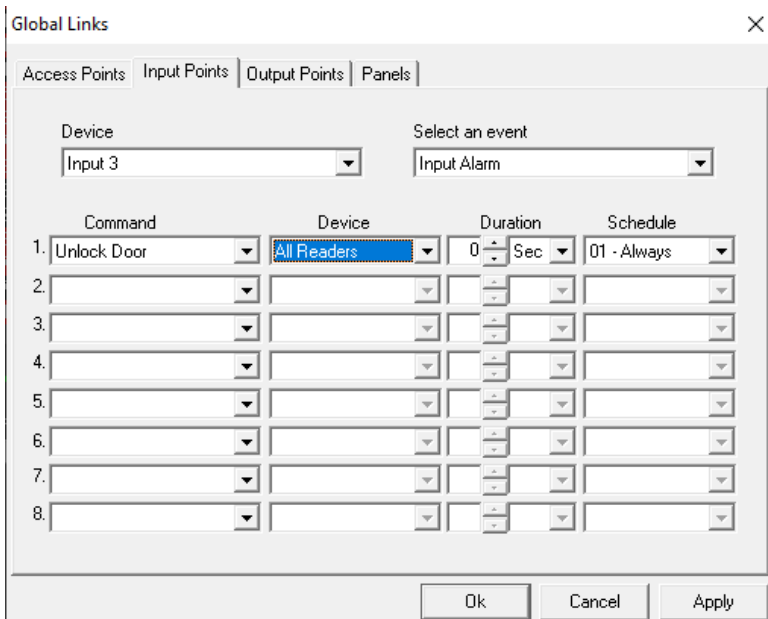 Global Links
Access Points Input Points Output Points Panels
Device Select an event
Input 3 Input Alarm
Command Device Duration Schedule
1. Unlock Door All Readers 0 Sec 01 - Always
2.
3.
4.
5.
6.
7.
8.
Ok Cancel Apply